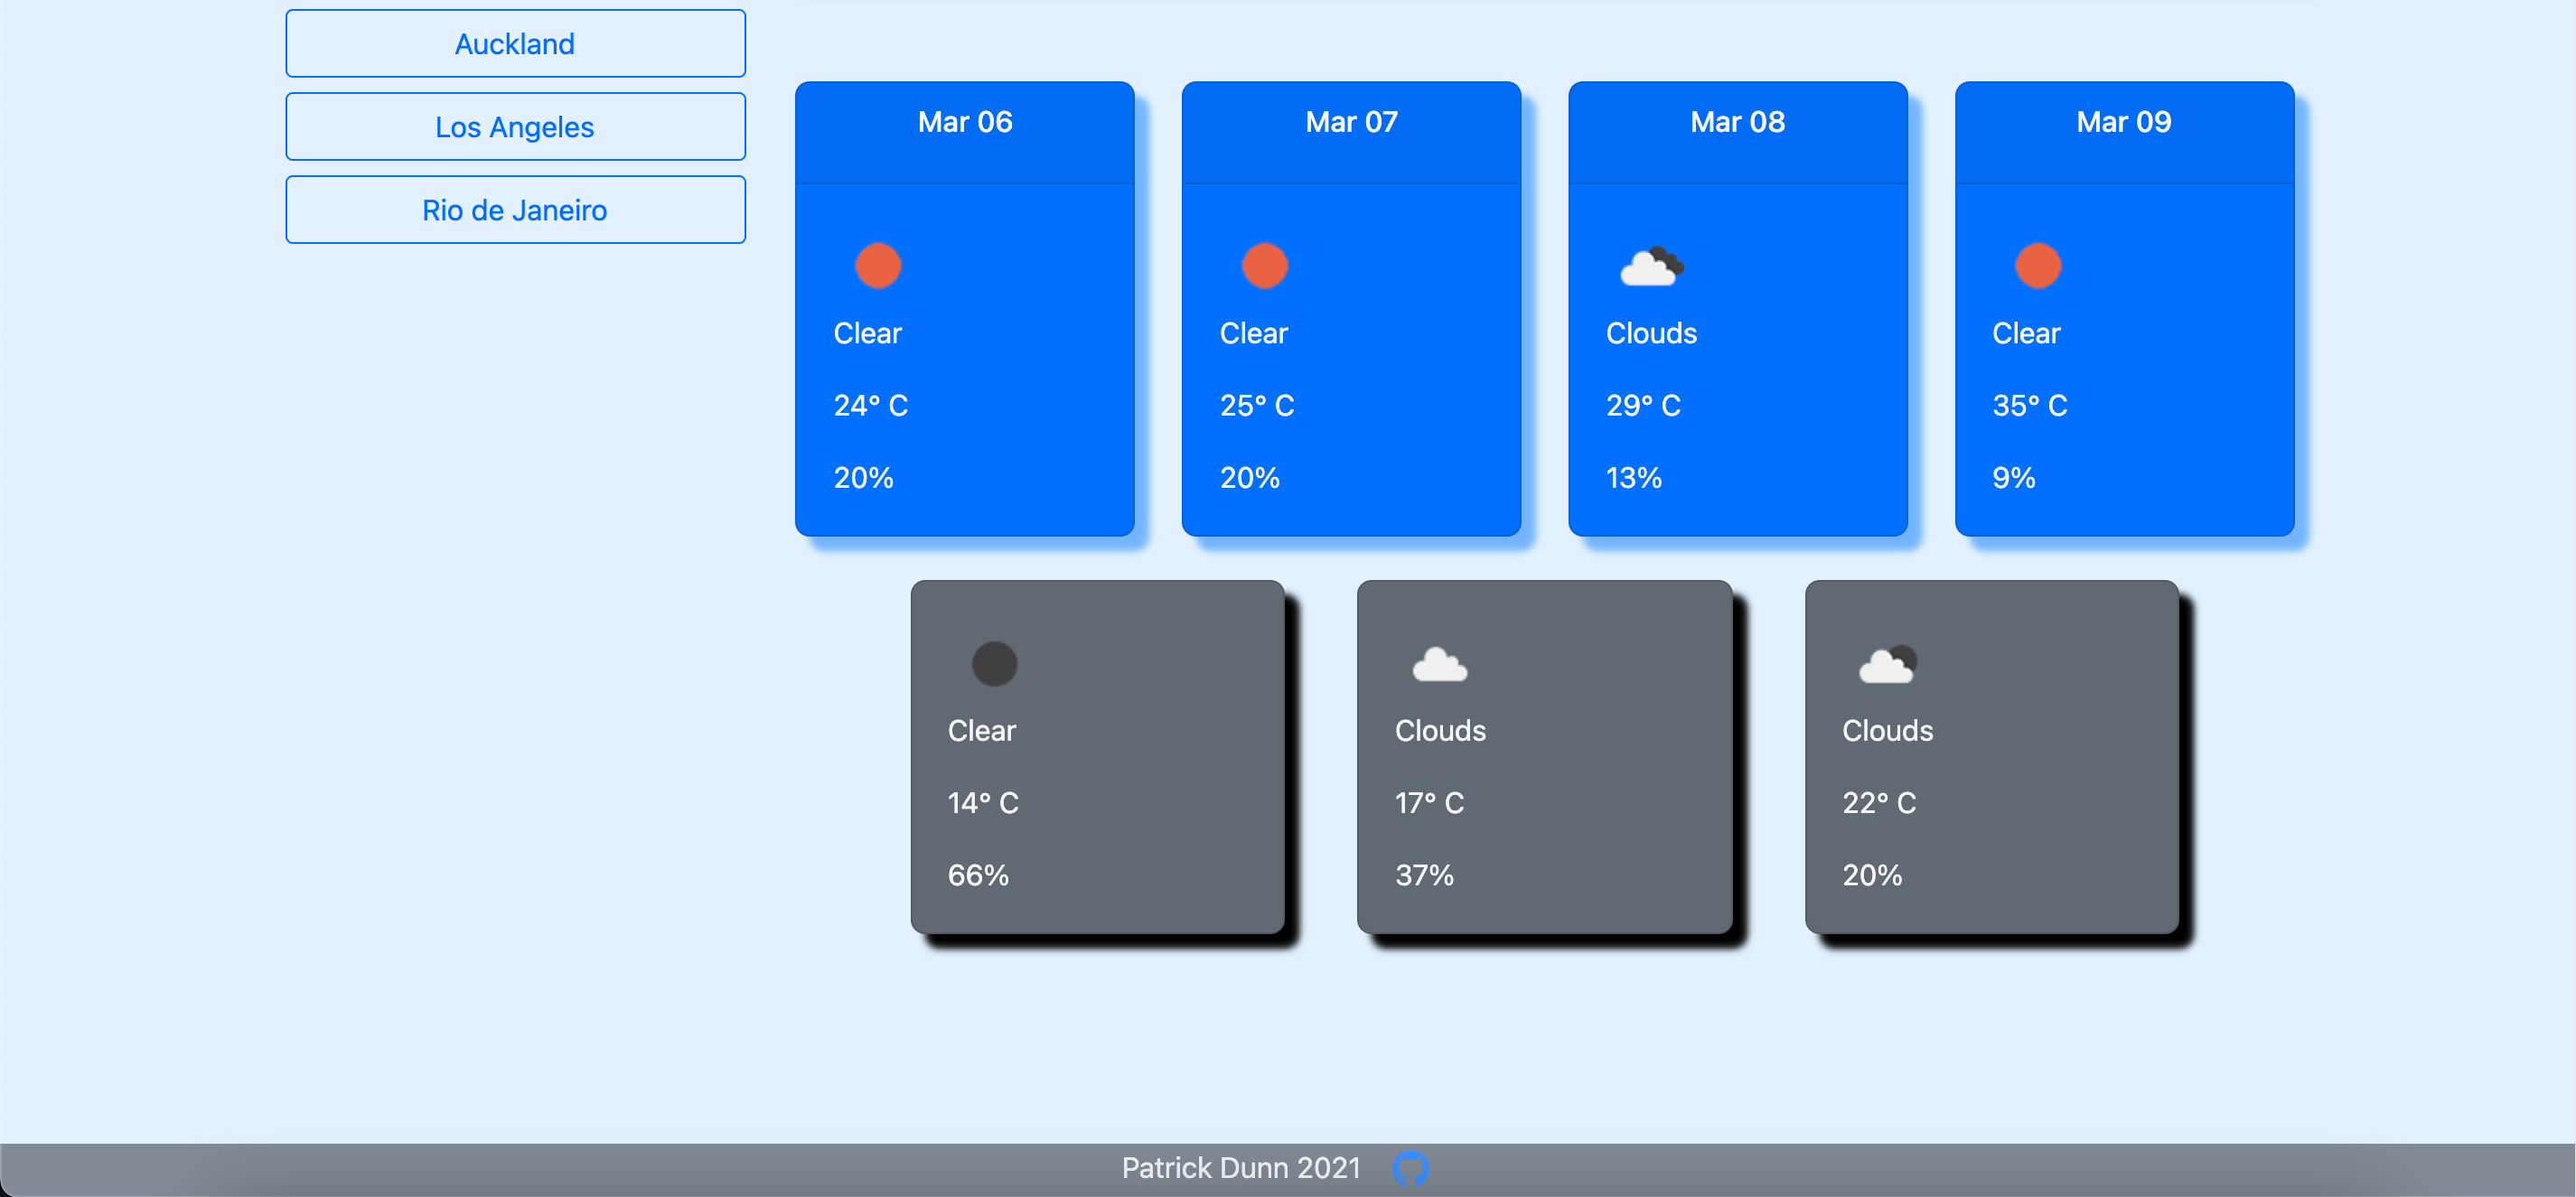 Auckland
Los Angeles
Rio de Janeiro
Mar 06
Clear
24° C
20%
Mar 07
Clear
25° C
20%
Mar 08
Clouds
29° C
13%
Mar 09
Clear
35° C
9%
Clear
14° C
66%
Clouds
17° C
37%
Clouds
22° C
20%
Patrick Dunn 2021